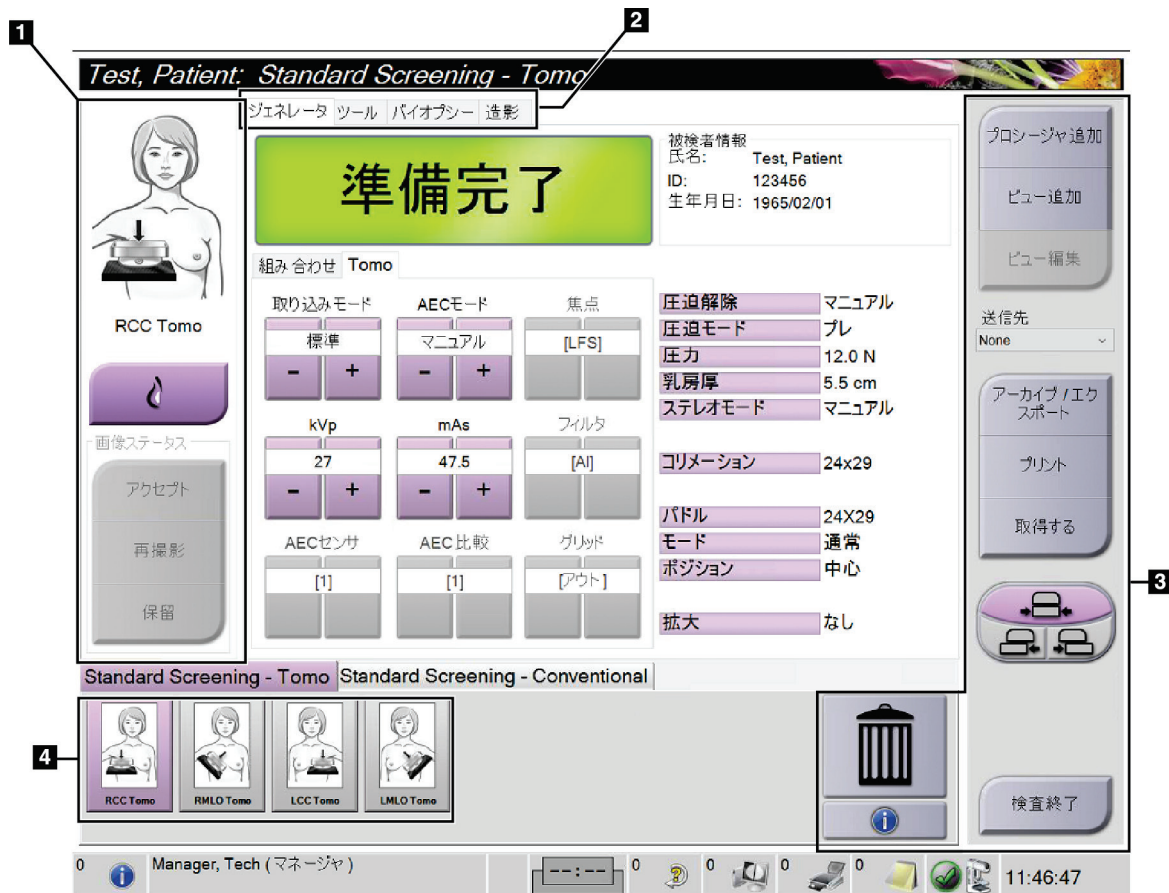 1
2
Test, Patient: Standard Screening - Tomo
ジェネレータ ツール バイオプシー 造影
準備完了
被検者情報
氏名: Test, Patient
ID: 123456
生年月日: 1965/02/01
プロシージャ追加
ビュー追加
ビュー編集
組み合わせ Tomo
RCC Tomo
取り込みモード AECモード 焦点
標準 マニュアル [LFS]
- + - +
kVp mAs フィルタ
27 47.5 [Al]
- + - +
AECセンサ AEC比較 グリッド
[1] [1] [アウト]
画像ステータス
アクセプト
再撮影
保留
圧迫解除 マニュアル
圧迫モード プレ
圧力 12.0 N
乳房厚 5.5 cm
ステレオモード マニュアル
コリメーション 24x29
パドル 24X29
モード 通常
ポジション 中心
拡大 なし
送信先
None
アーカイブ / エク
スポート
プリント
取得する
3
Standard Screening - Tomo Standard Screening - Conventional
4
RCC Tomo RMLO Tomo LCC Tomo LMLO Tomo
検査終了
0 Manager, Tech (マネージャ) --:-- 0 0 0 0 11:46:47